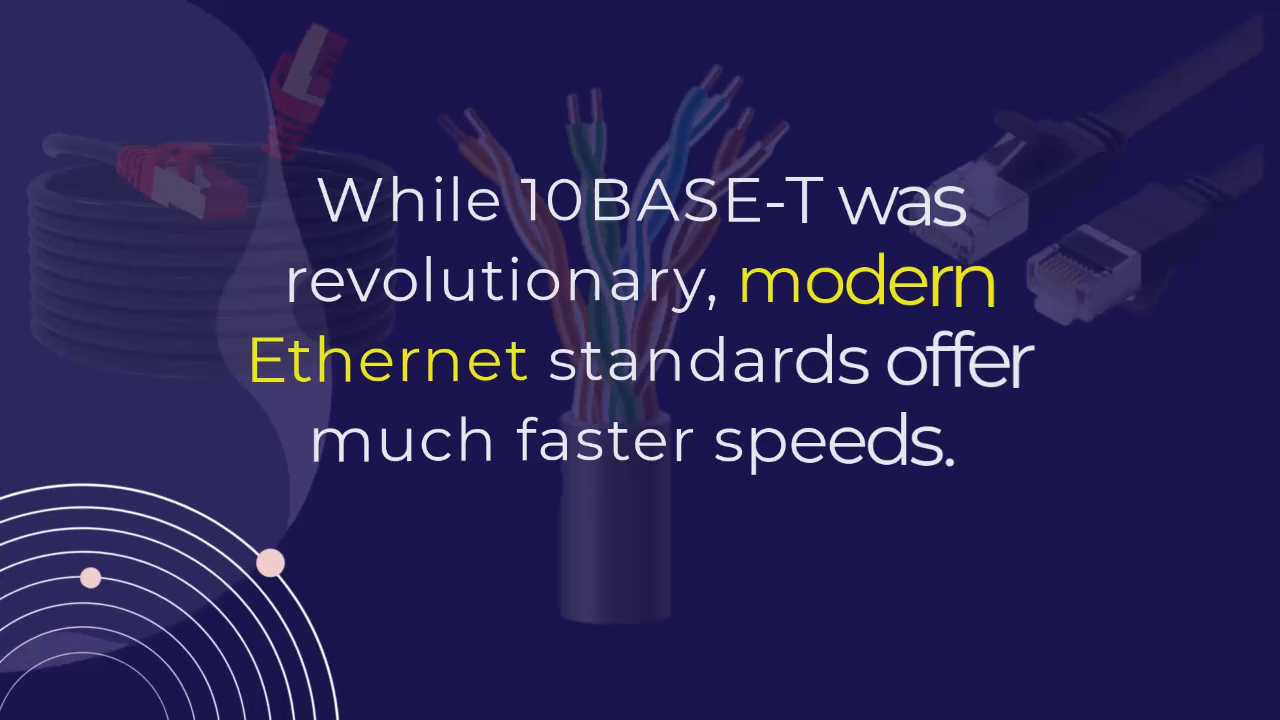 While 10BASE-T was
revolutionary, modern
Ethernet standards offer
much faster speeds.